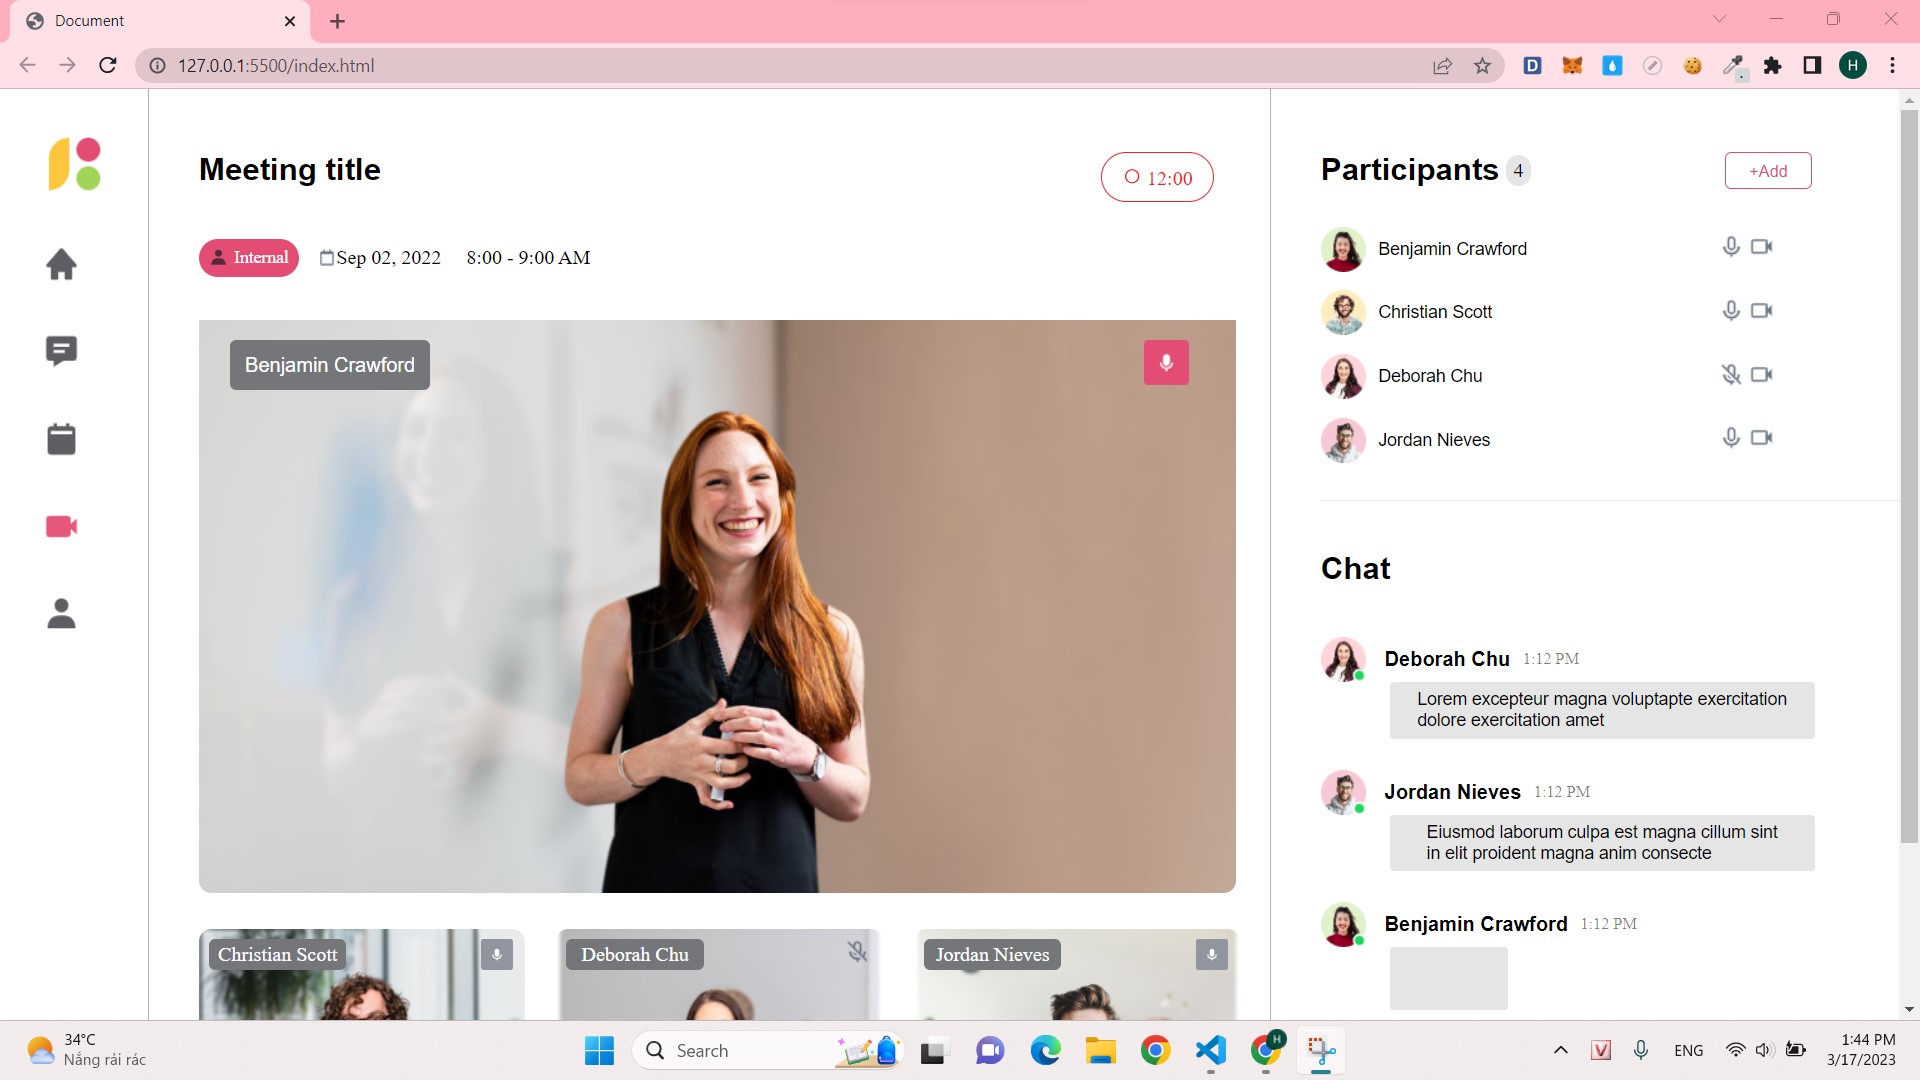 Document
127.0.0.1:5500/index.html
D
H
Meeting title
12:00
Internal
Sep 02, 2022
8:00 - 9:00 AM
Benjamin Crawford
Christian Scott
Deborah Chu
Jordan Nieves
Participants 4
+Add
Benjamin Crawford
Christian Scott
Deborah Chu
Jordan Nieves
Chat
Deborah Chu 1:12 PM
Lorem excepteur magna voluptapte exercitation
dolore exercitation amet
Jordan Nieves 1:12 PM
Eiusmod laborum culpa est magna cillum sint
in elit proident magna anim consecte
Benjamin Crawford 1:12 PM
34°C
Nắng rải rác
Search
H
V
ENG
1:44 PM
3/17/2023